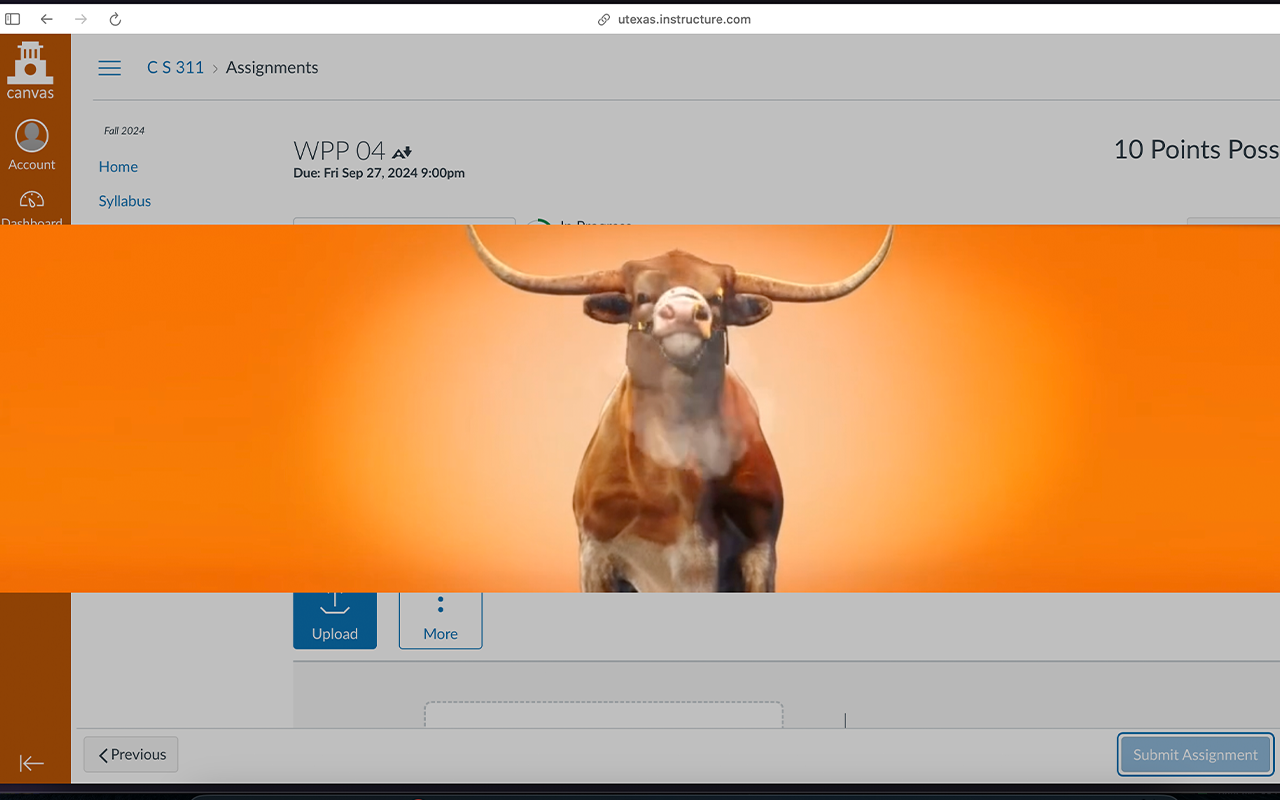 utexas.instructure.com
canvas
C S 311 › Assignments
Fall 2024
WPP 04
10 Points Poss
Due: Fri Sep 27, 2024 9:00pm
Account
Home
Syllabus
Dashboard
In Progress
Upload
More
Previous
Submit Assignment